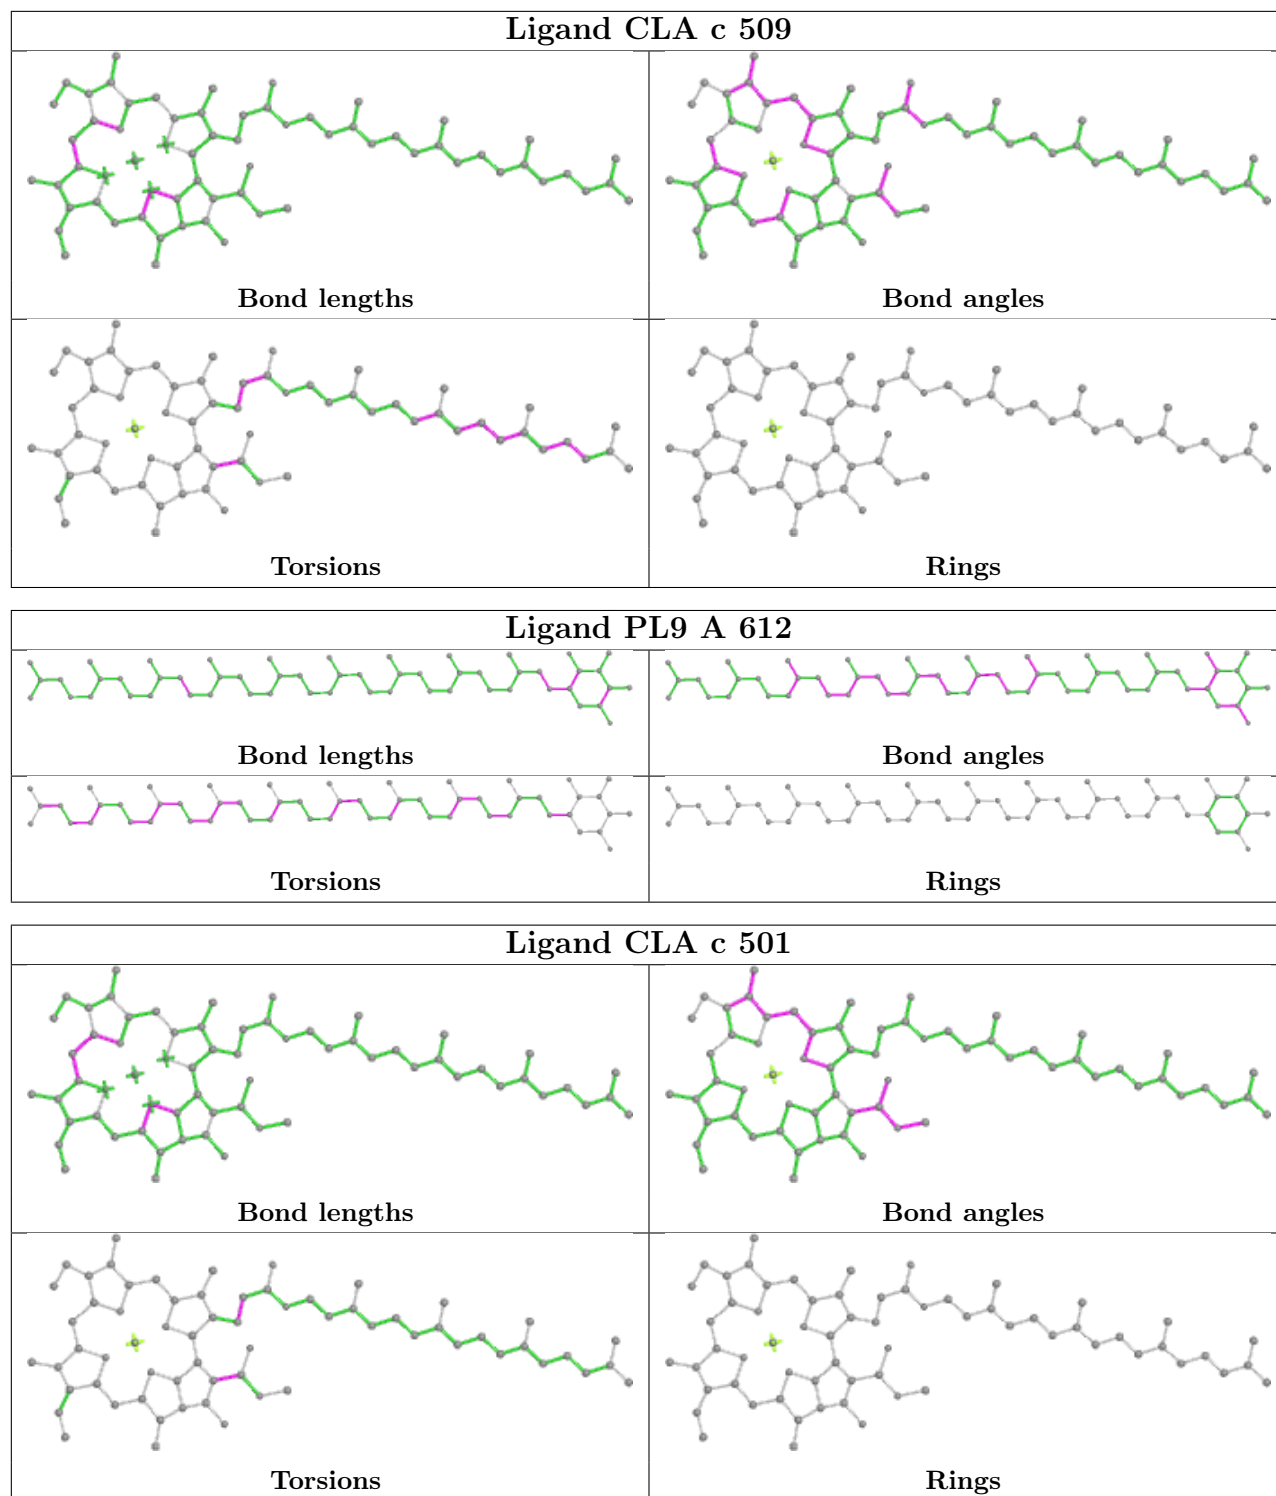 Ligand CLA c 509
Bond lengths
Bond angles
Torsions
Rings
Ligand PL9 A 612
Bond lengths
Bond angles
Torsions
Rings
Ligand CLA c 501
Bond lengths
Bond angles
Torsions
Rings